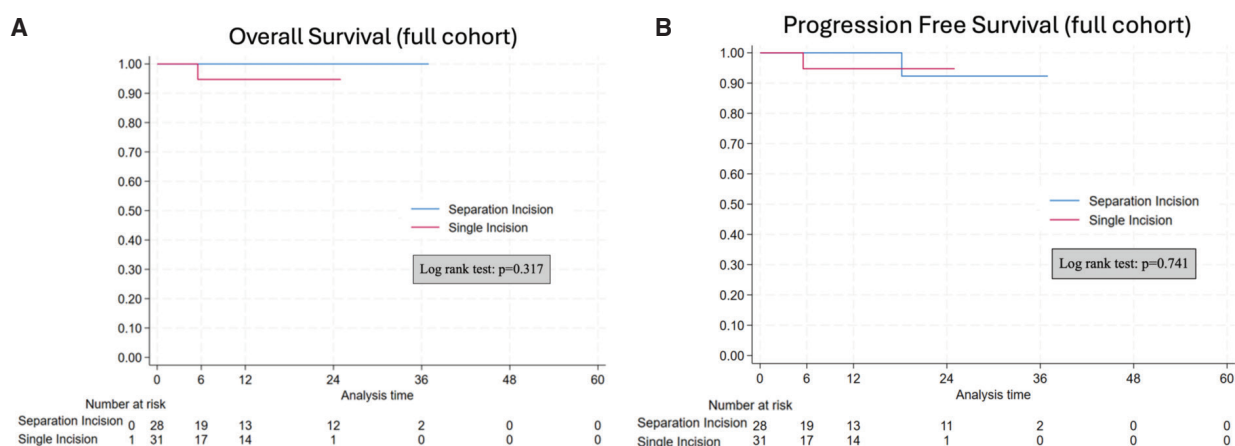 A
Overall Survival (full cohort)
1.00
0.90
0.80
0.70
0.60
0.50
0.40
0.30
0.20
0.10
0.00
Separation Incision
Single Incision
Log rank test: p=0.317
0 6 12 24 36 48 60
Analysis time
Number at risk
Separation Incision 0 28 19 13 12 2 0 0
Single Incision 1 31 17 14 1 0 0 0
B
Progression Free Survival (full cohort)
1.00
0.90
0.80
0.70
0.60
0.50
0.40
0.30
0.20
0.10
0.00
Separation Incision
Single Incision
Log rank test: p=0.741
0 6 12 24 36 48 60
Analysis time
Number at risk
Separation Incision 28 19 13 11 2 0 0
Single Incision 31 17 14 1 0 0 0